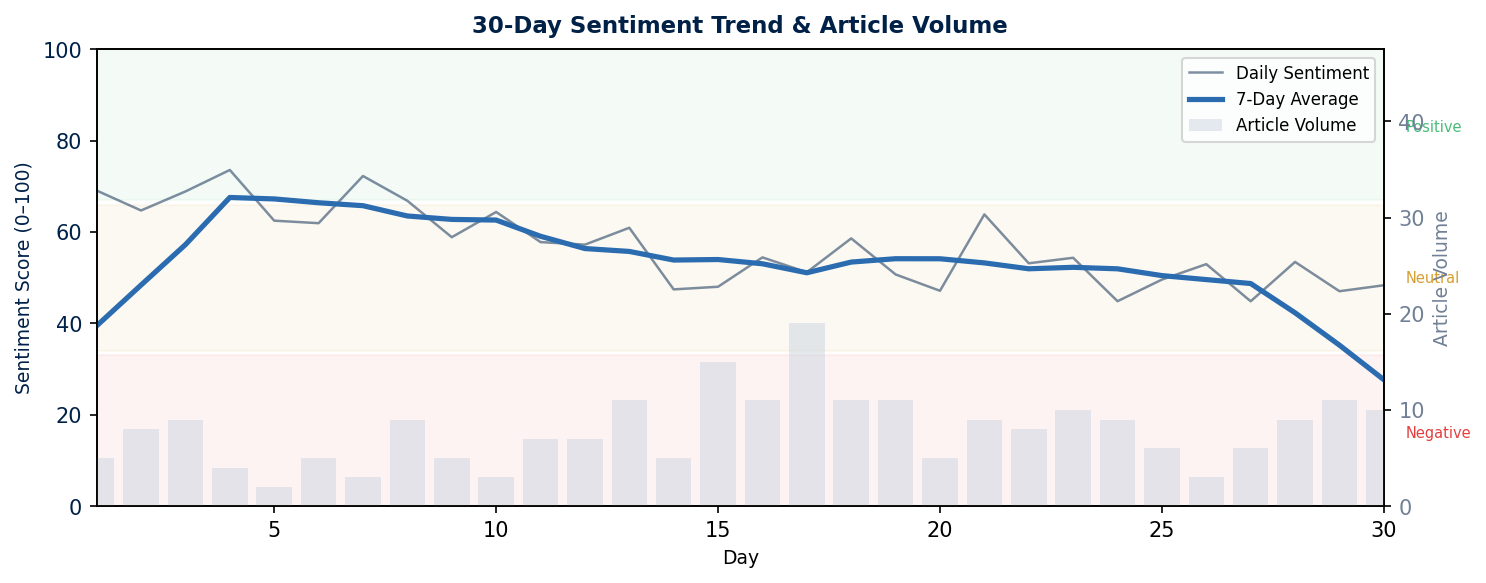 30-Day Sentiment Trend & Article Volume
Sentiment Score (0–100)
100
80
60
40
20
0
Daily Sentiment
7-Day Average
Article Volume
40
30
20
10
0
Positive
Neutral
Negative
Article Volume
5
10
15
20
25
30
Day